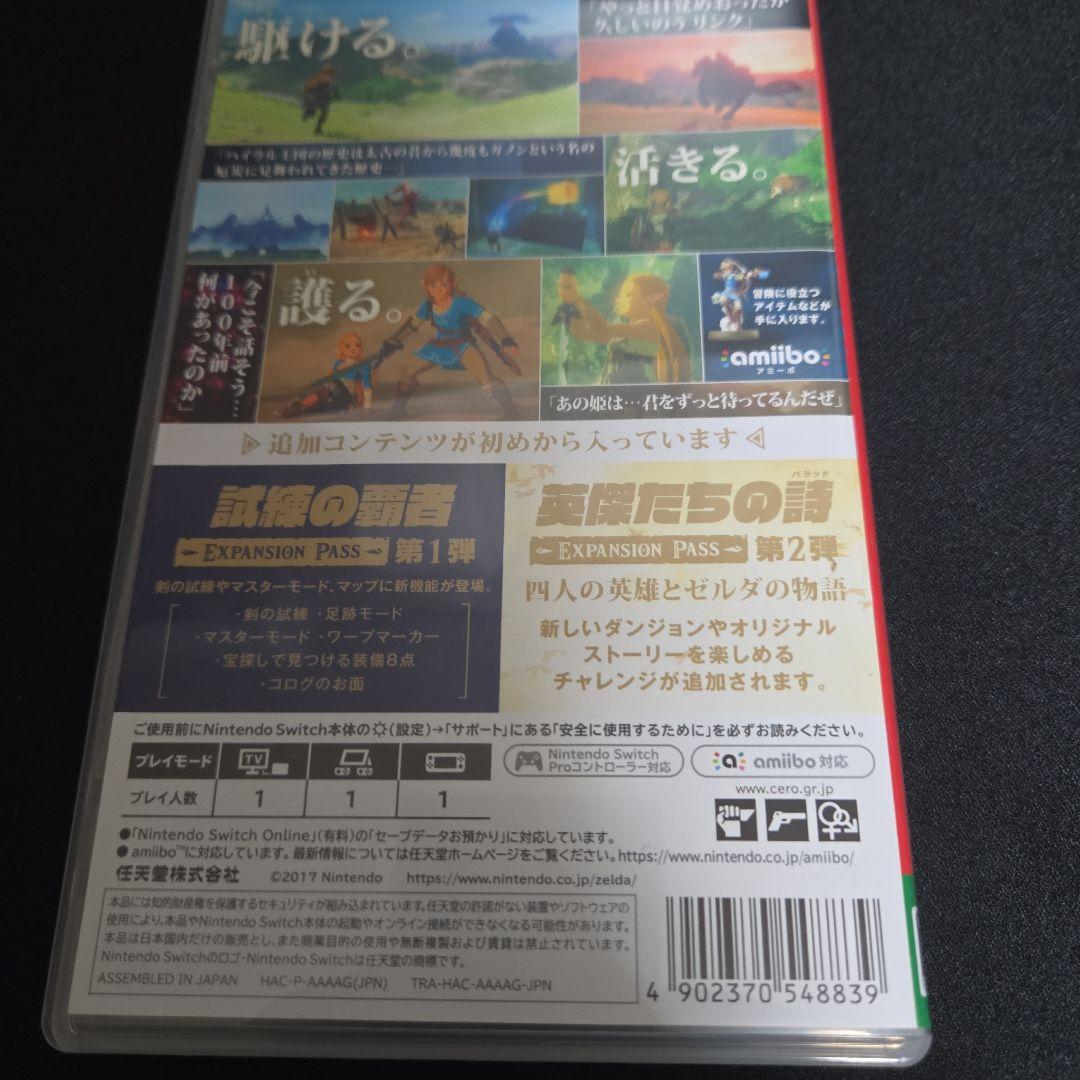 駆ける。
「やっと目覚めおったか
久しいのう リンク」
「ハイラル王国の歴史は太古の昔から幾度もガノンという名の
厄災に見舞われてきた歴史…」
活きる。
「今こそ話そう…
100年前
何があったのか」
い
護る。
冒険に役立つ
アイテムなどが
手に入ります。
amiibo
アミーボ
「あの姫は…君をずっと待ってるんだぜ」
追加コンテンツが初めから入っています
試練の覇者
EXPANSION PASS 第1弾
剣の試練やマスターモード、マップに新機能が登場。
・剣の試練 ・足跡モード
・マスターモード ・ワープマーカー
・宝探しで見つける装備8点
・コログのお面
バラッド
英傑たちの詩
EXPANSION PASS 第2弾
四人の英雄とゼルダの物語
新しいダンジョンやオリジナル
ストーリーを楽しめる
チャレンジが追加されます。
ご使用前にNintendo Switch本体の(設定)→「サポート」にある「安全に使用するために」を必ずお読みください。
プレイモード TV
プレイ人数 1 1 1
Nintendo Switch
Proコントローラー対応
a amiibo 対応
www.cero.gr.jp
●「Nintendo Switch Online」(有料)の「セーブデータお預かり」に対応しています。
●amiibo™に対応しています。最新情報については任天堂ホームページをご覧ください。https://www.nintendo.co.jp/amiibo/
任天堂株式会社 ©2017 Nintendo https://www.nintendo.co.jp/zelda/
本品には知的財産権を保護するセキュリティが組み込まれています。任天堂の許諾がない装置やソフトウェアの
使用により、本品やNintendo Switch本体の起動やオンライン接続ができなくなる可能性があります。
本品は日本国内だけの販売とし、また商業目的の使用や無断複製および賃貸は禁止されています。
Nintendo Switchのロゴ・Nintendo Switchは任天堂の商標です。
ASSEMBLED IN JAPAN HAC-P-AAAAG(JPN) TRA-HAC-AAAAG-JPN
4 902370 548839